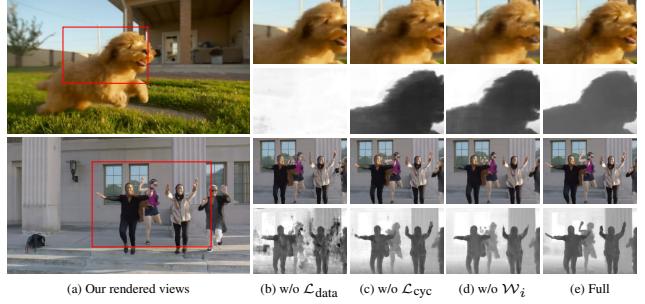 (a) Our rendered views (b) w/o ℒdata (c) w/o ℒcyc (d) w/o 𝒲i (e) Full